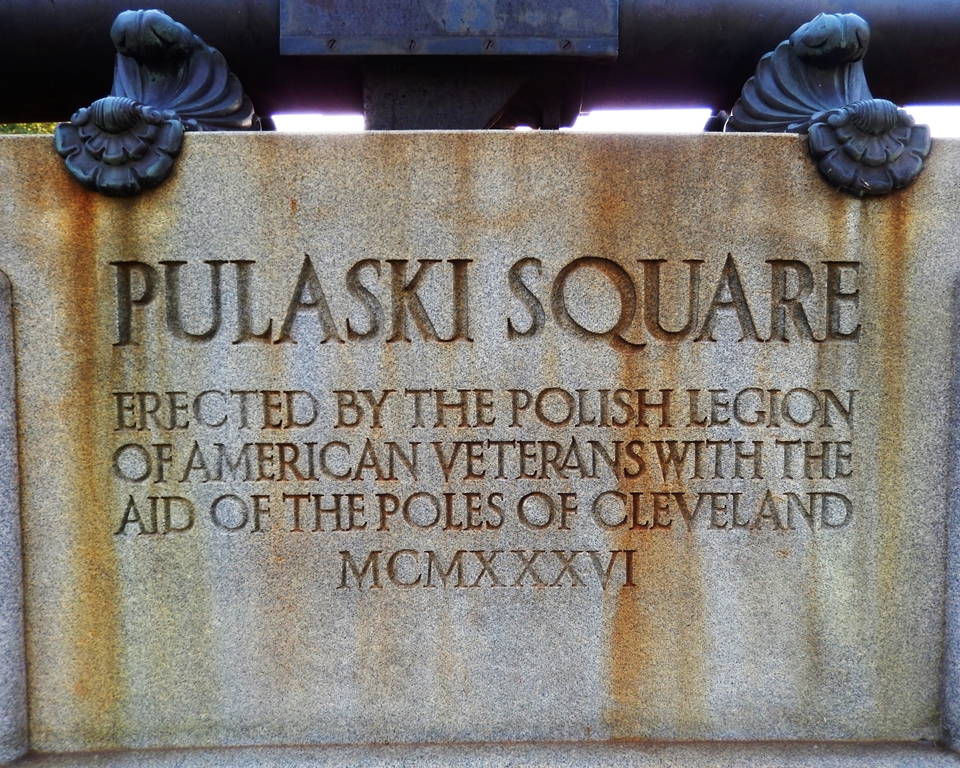 PULASKI SQUARE
ERECTED BY THE POLISH LEGION
OF AMERICAN VETERANS WITH THE
AID OF THE POLES OF CLEVELAND
MCMXXXVI